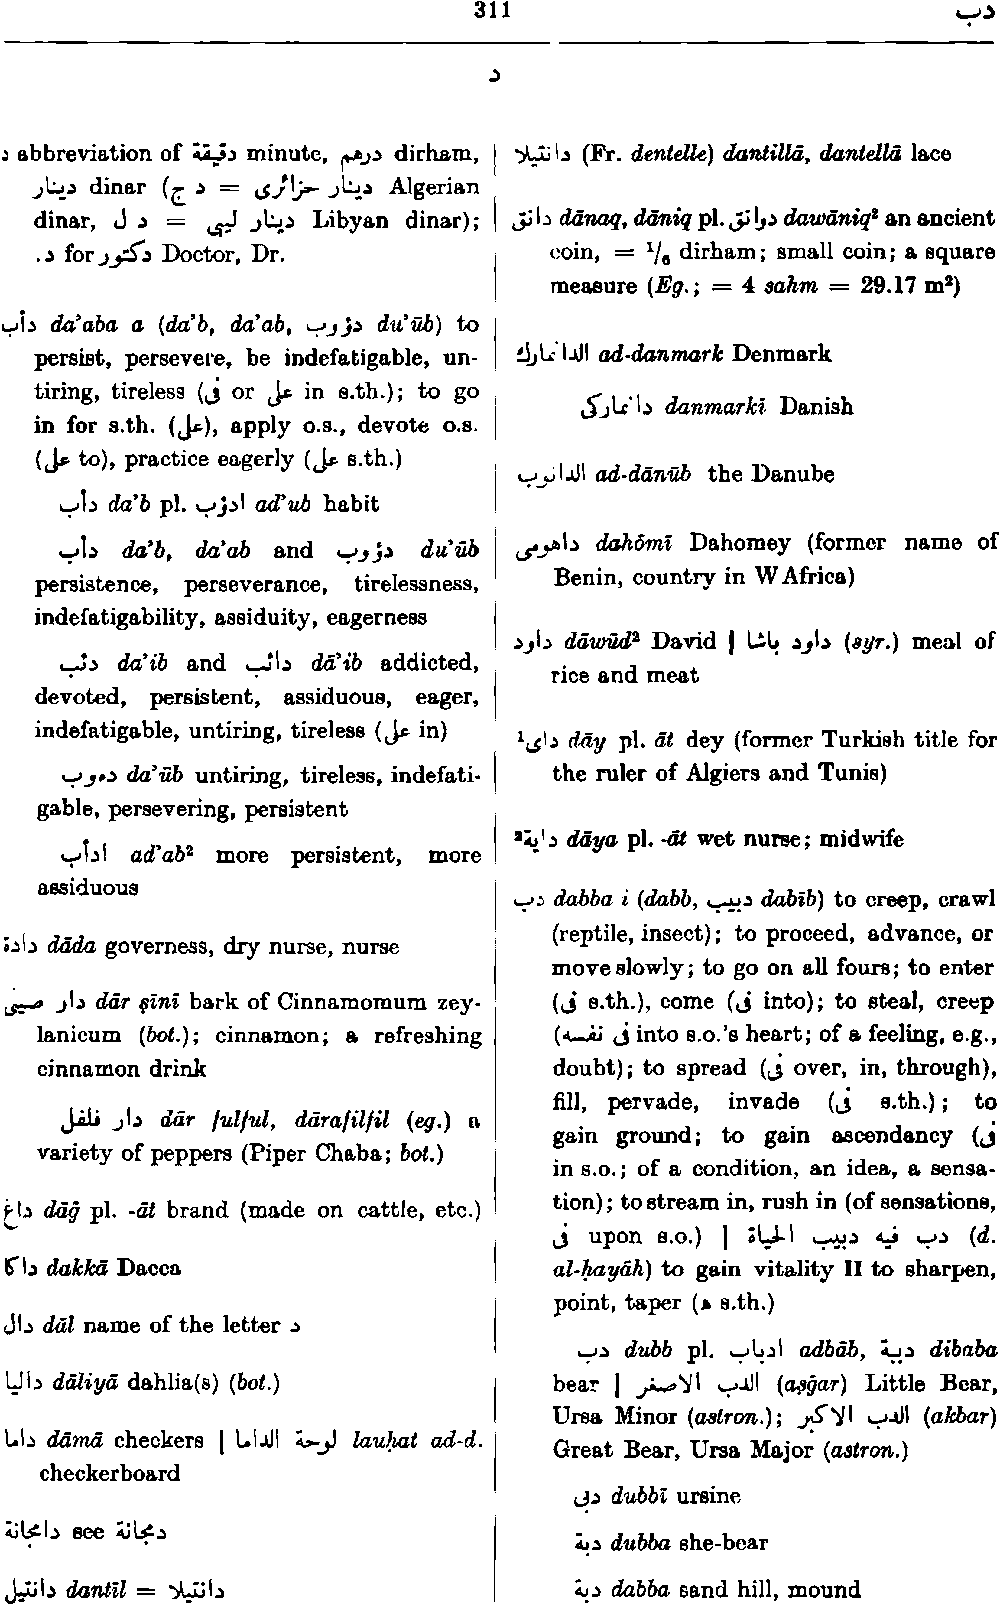 311 دب
د
د abbreviation of دقيقة minute, درهم dirham,
دينار dinar (د ج = دينار جزائرى Algerian
dinar, د ل = دينار ليبى Libyan dinar);
د. for دكتور Doctor, Dr.
دأب da’aba a (da’b, da’ab, دؤوب du’ūb) to
persist, persevere, be indefatigable, un-
tiring, tireless (فى or على in s.th.); to go
in for s.th. (على), apply o.s., devote o.s.
(على to), practice eagerly (على s.th.)
دأب da’b pl. ادؤب ad’ub habit
دأب da’b, da’ab and دؤوب du’ūb
persistence, perseverance, tirelessness,
indefatigability, assiduity, eagerness
دئب da’ib and دائب dā’ib addicted,
devoted, persistent, assiduous, eager,
indefatigable, untiring, tireless (على in)
دءوب da’ūb untiring, tireless, indefati-
gable, persevering, persistent
ادأب ad’ab² more persistent, more
assiduous
دادة dāda governess, dry nurse, nurse
دار صينى dār ṣīnī bark of Cinnamomum zey-
lanicum (bot.); cinnamon; a refreshing
cinnamon drink
دار فلفل dār fulful, dārafilfil (eg.) a
variety of peppers (Piper Chaba; bot.)
داغ dāḡ pl. -āt brand (made on cattle, etc.)
داكا dakkā Dacca
دال dāl name of the letter د
داليا dāliyā dahlia(s) (bot.)
داما dāmā checkers | لوحة الداما lauḥat ad-d.
checkerboard
دامجانة see دمجانة
دانتيل dantīl = دانتيلا
دانتيلا (Fr. dentelle) dantillā, dantellā lace
دانق dānaq, dāniq pl. دوانق dawāniq² an ancient
coin, = ¹/₆ dirham; small coin; a square
measure (Eg.; = 4 sahm = 29.17 m²)
الدانمارك ad-danmark Denmark
دانماركى danmarkī Danish
الدانوب ad-dānūb the Danube
داهومى dahōmī Dahomey (former name of
Benin, country in W Africa)
داود dāwūd² David | داود باشا (syr.) meal of
rice and meat
داى¹ dāy pl. āt dey (former Turkish title for
the ruler of Algiers and Tunis)
داية² dāya pl. -āt wet nurse; midwife
دب dabba i (dabb, دبيب dabīb) to creep, crawl
(reptile, insect); to proceed, advance, or
move slowly; to go on all fours; to enter
(فى s.th.), come (فى into); to steal, creep
(فى نفسه into s.o.’s heart; of a feeling, e.g.,
doubt); to spread (فى over, in, through),
fill, pervade, invade (فى s.th.); to
gain ground; to gain ascendancy (فى
in s.o.; of a condition, an idea, a sensa-
tion); to stream in, rush in (of sensations,
فى upon s.o.) | دب فيه دبيب الحياة (d.
al-ḥayāh) to gain vitality II to sharpen,
point, taper (ه s.th.)
دب dubb pl. ادباب adbāb, دببة dibaba
bear | الدب الاصغر (aṣḡar) Little Bear,
Ursa Minor (astron.); الدب الاكبر (akbar)
Great Bear, Ursa Major (astron.)
دبى dubbī ursine
دبة dubba she-bear
دبة dabba sand hill, mound